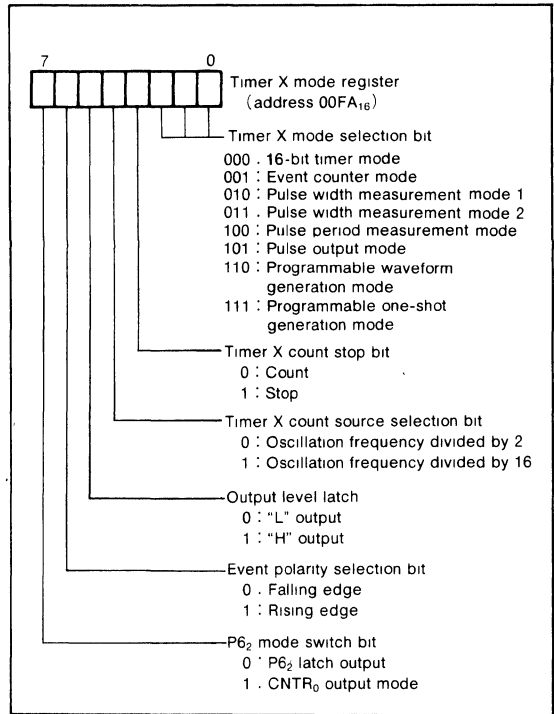 7 0
Timer X mode register
(address 00FA₁₆)
Timer X mode selection bit
000 . 16-bit timer mode
001 : Event counter mode
010 : Pulse width measurement mode 1
011 . Pulse width measurement mode 2
100 : Pulse period measurement mode
101 : Pulse output mode
110 : Programmable waveform
generation mode
111 : Programmable one-shot
generation mode
Timer X count stop bit
0 : Count
1 : Stop
Timer X count source selection bit
0 : Oscillation frequency divided by 2
1 : Oscillation frequency divided by 16
Output level latch
0 : "L" output
1 : "H" output
Event polarity selection bit
0 . Falling edge
1 : Rising edge
P6₂ mode switch bit
0 : P6₂ latch output
1 . CNTR₀ output mode